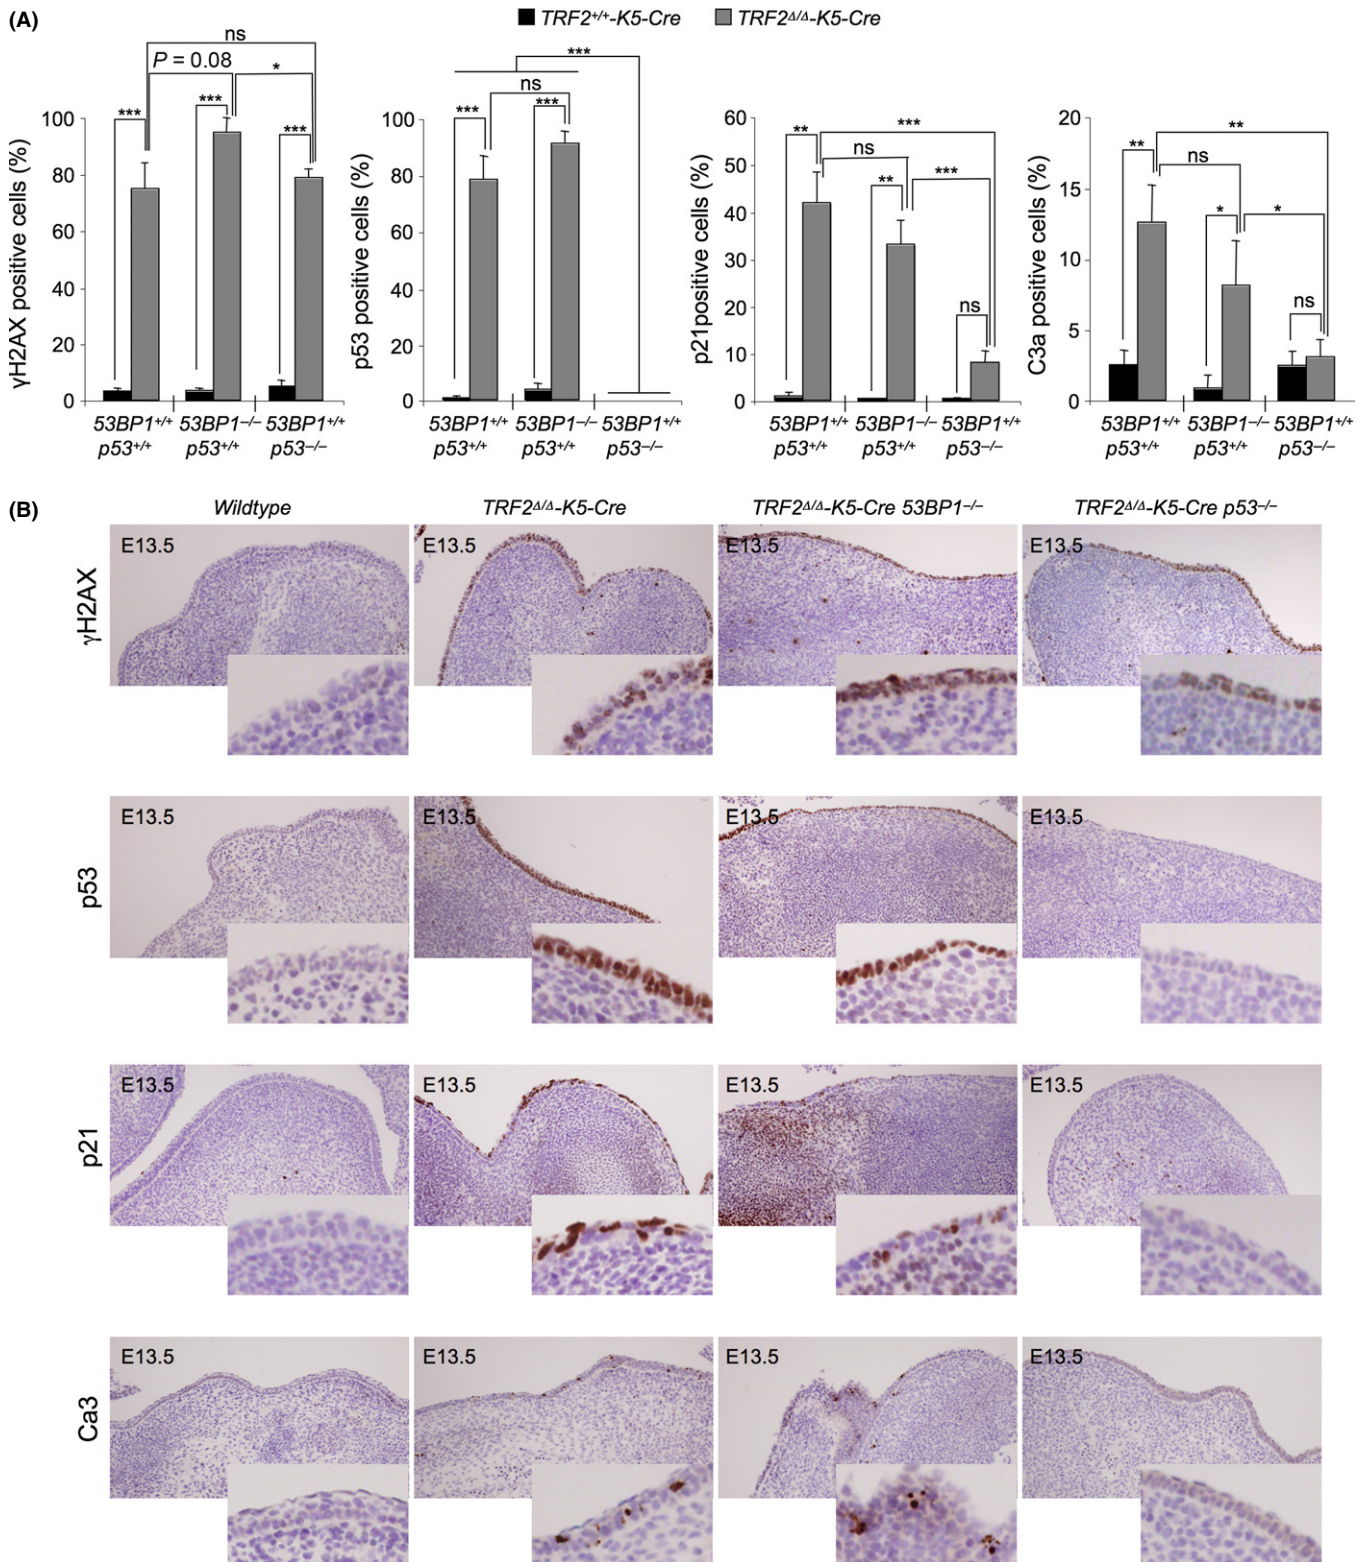 (A)
TRF2+/+-K5-Cre TRF2Δ/Δ-K5-Cre
γH2AX positive cells (%)
100
80
60
40
20
0
*** *** ***
P = 0.08
*
ns
53BP1+/+ 53BP1–/– 53BP1+/+
p53+/+ p53+/+ p53–/–
p53 positive cells (%)
100
80
60
40
20
0
*** ***
ns
***
53BP1+/+ 53BP1–/– 53BP1+/+
p53+/+ p53+/+ p53–/–
p21positive cells (%)
60
50
40
30
20
10
0
** ** ns
ns
***
***
53BP1+/+ 53BP1–/– 53BP1+/+
p53+/+ p53+/+ p53–/–
C3a positive cells (%)
20
15
10
5
0
** * ns
ns
*
**
53BP1+/+ 53BP1–/– 53BP1+/+
p53+/+ p53+/+ p53–/–
(B)
Wildtype TRF2Δ/Δ-K5-Cre TRF2Δ/Δ-K5-Cre 53BP1–/– TRF2Δ/Δ-K5-Cre p53–/–
γH2AX
E13.5 E13.5 E13.5 E13.5
p53
E13.5 E13.5 E13.5 E13.5
p21
E13.5 E13.5 E13.5 E13.5
Ca3
E13.5 E13.5 E13.5 E13.5